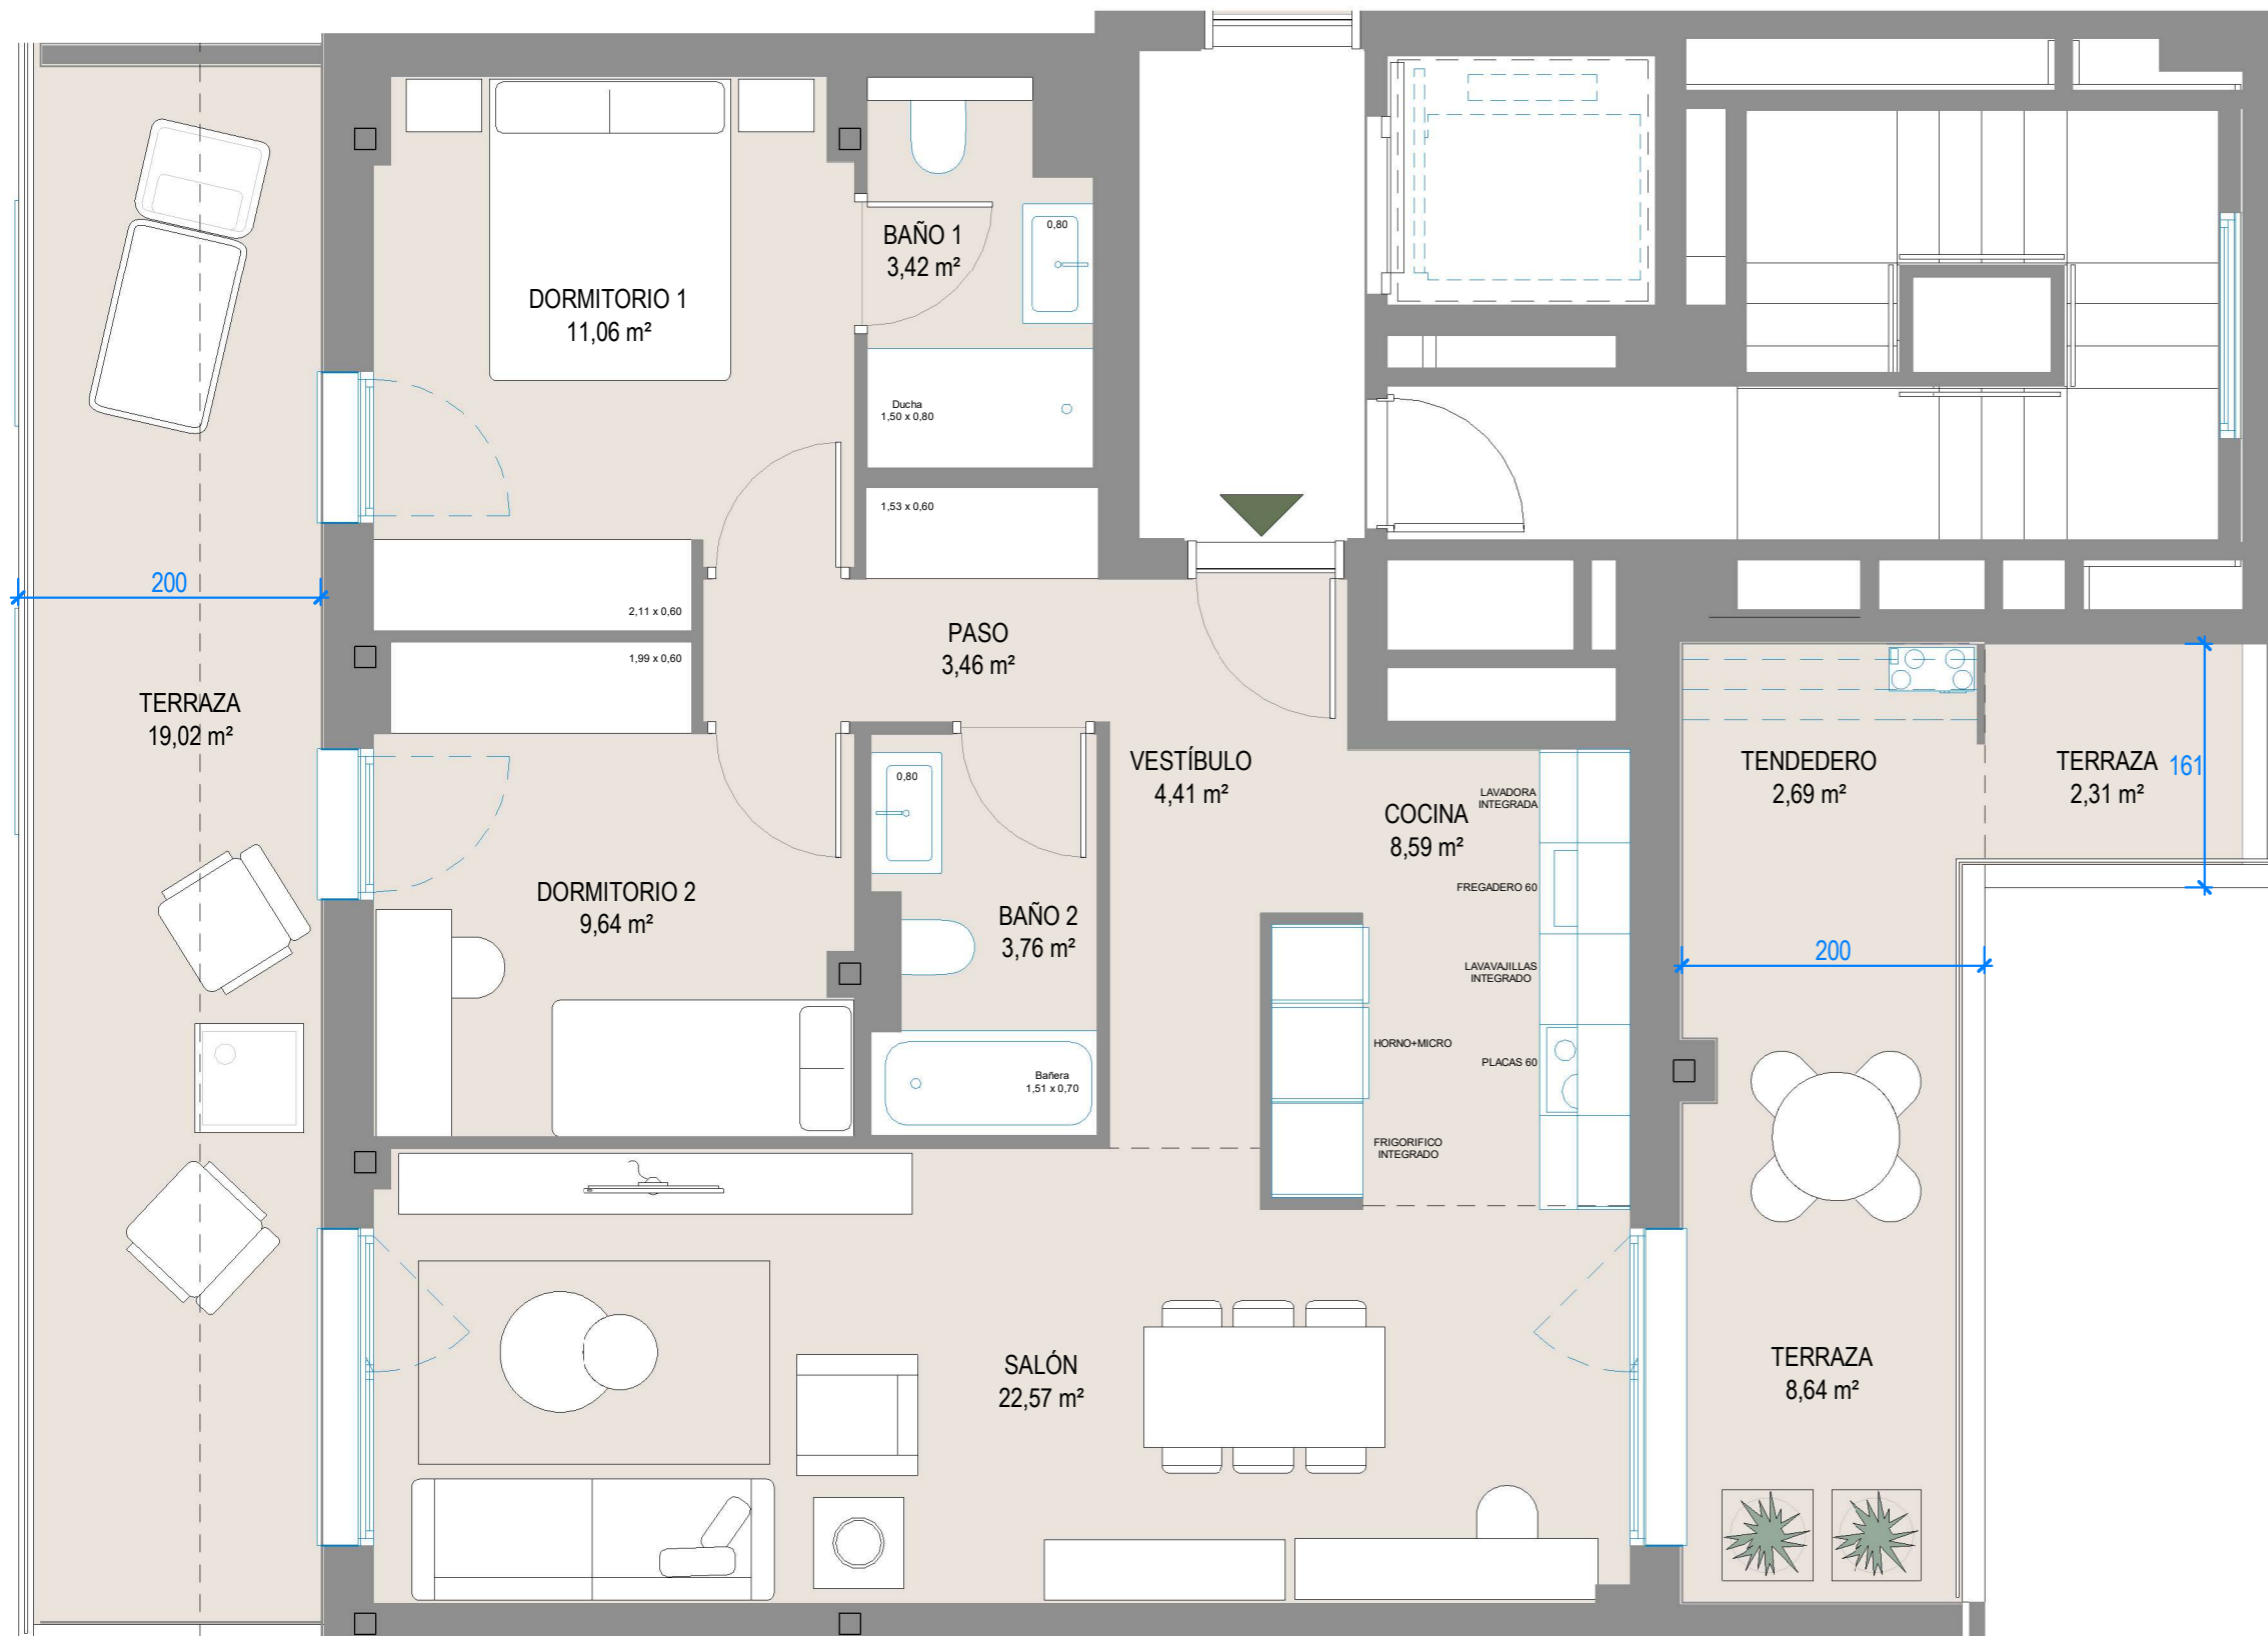 BAÑO 1
3,42 m²
0,80
DORMITORIO 1
11,06 m²
Ducha
1,50 x 0,80
1,53 x 0,60
200
2,11 x 0,60
1,99 x 0,60
PASO
3,46 m²
TERRAZA
19,02 m²
VESTÍBULO
4,41 m²
COCINA
8,59 m²
LAVADORA
INTEGRADA
TENDEDERO
2,69 m²
TERRAZA
2,31 m²
161
0,80
DORMITORIO 2
9,64 m²
BAÑO 2
3,76 m²
FREGADERO 60
LAVAVAJILLAS
INTEGRADO
200
HORNO+MICRO
PLACAS 60
Bañera
1,51 x 0,70
FRIGORIFICO
INTEGRADO
SALÓN
22,57 m²
TERRAZA
8,64 m²